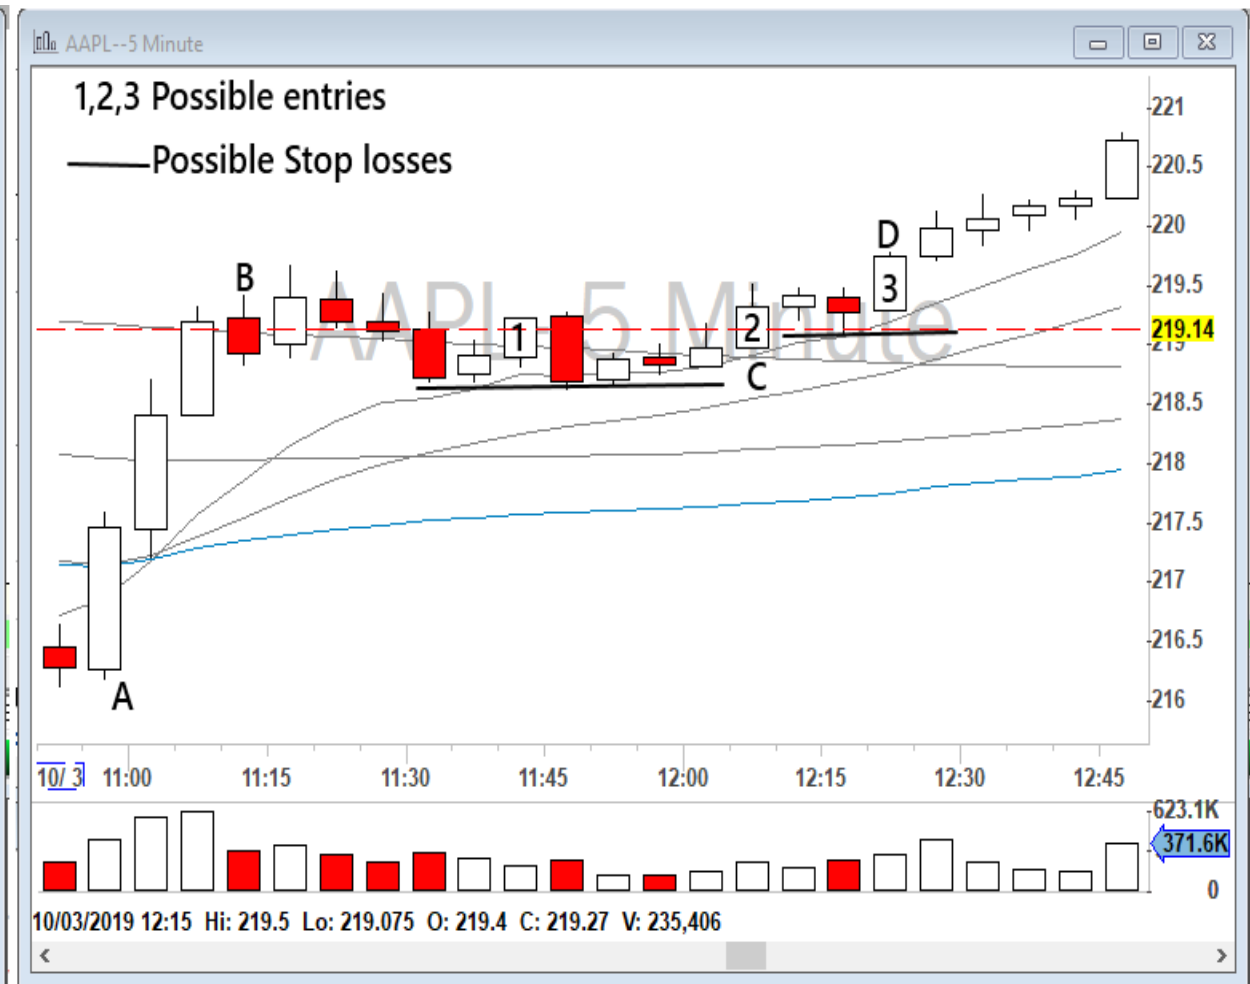 AAPL--5 Minute
1,2,3 Possible entries
Possible Stop losses
AAPL 5 Minute
A
B
1
2
C
3
D
221
220.5
220
219.5
219.14
219
218.5
218
217.5
217
216.5
216
10/ 3 11:00 11:15 11:30 11:45 12:00 12:15 12:30 12:45
623.1K
371.6K
0
10/03/2019 12:15 Hi: 219.5 Lo: 219.075 O: 219.4 C: 219.27 V: 235,406